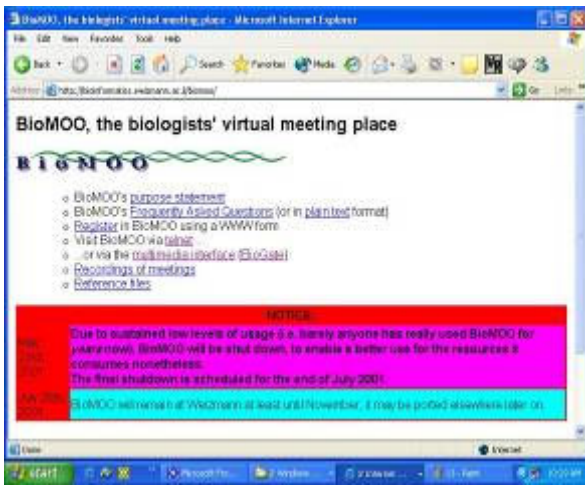 BioMOO, the biologists' virtual meeting place - Microsoft Internet Explorer
File Edit View Favorites Tools Help
Back Search Favorites Media
Address Go Links
BioMOO, the biologists' virtual meeting place
BioMOO
BioMOO's purpose statement
BioMOO's Frequently Asked Questions (or in plain text format)
Register in BioMOO using a WWW form
Visit BioMOO via telnet
...or via the multimedia interface (BioGate)
Recordings of meetings
Reference files
NOTICE:
Due to sustained low levels of usage (i.e. barely anyone has really used BioMOO for
years now), BioMOO will be shut down, to enable a better use for the resources it
consumes nonetheless.
The final shutdown is scheduled for the end of July 2001.
BioMOO will remain at Weizmann at least until November, it may be ported elsewhere later on.
Done Internet
start